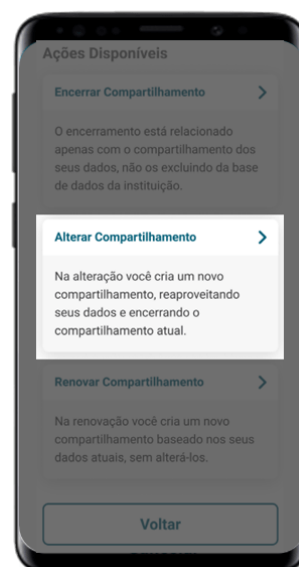 Ações Disponíveis
Encerrar Compartilhamento
O encerramento está relacionado
apenas com o compartilhamento dos
seus dados, não os excluindo da base
de dados da instituição.
Alterar Compartilhamento
Na alteração você cria um novo
compartilhamento, reaproveitando
seus dados e encerrando o
compartilhamento atual.
Renovar Compartilhamento
Na renovação você cria um novo
compartilhamento baseado nos seus
dados atuais, sem alterá-los.
Voltar